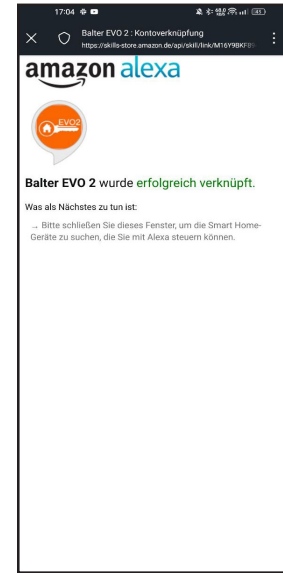 17:04
Balter EVO 2 : Kontoverknüpfung
https://skills-store.amazon.de/api/skill/link/M16Y9BKFB9
amazon alexa
EVO2
Balter EVO 2 wurde erfolgreich verknüpft.
Was als Nächstes zu tun ist:
→ Bitte schließen Sie dieses Fenster, um die Smart Home-
Geräte zu suchen, die Sie mit Alexa steuern können.